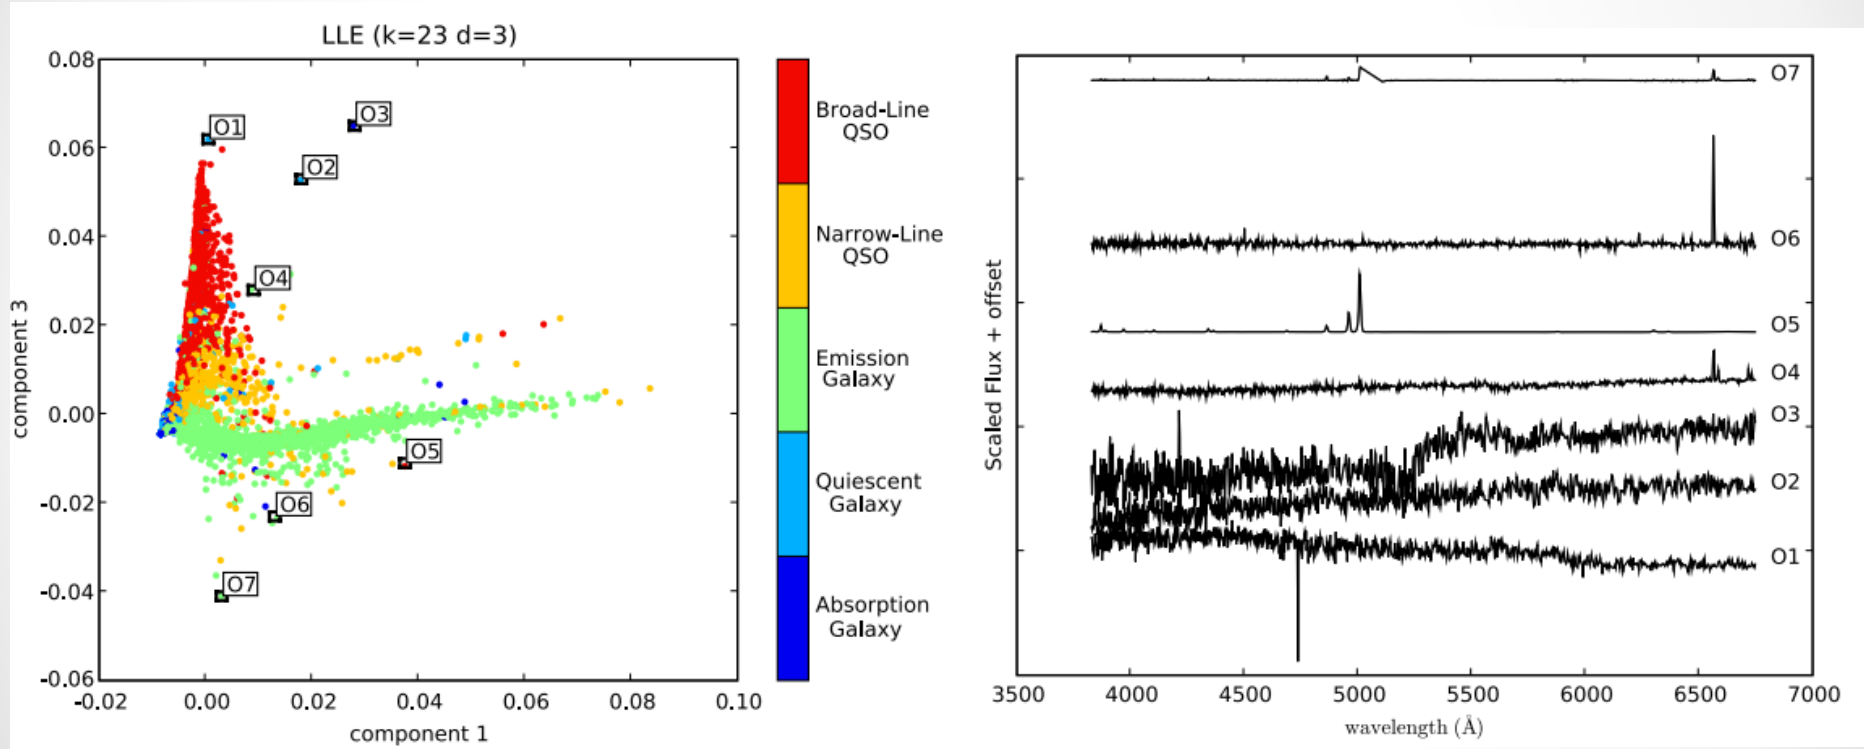 LLE (k=23 d=3)
0.08
0.06
0.04
0.02
0.00
-0.02
-0.04
-0.06
component 3
-0.02
0.00
0.02
0.04
0.06
0.08
0.10
component 1
O1
O3
O2
O4
O5
O6
O7
Broad-Line
QSO
Narrow-Line
QSO
Emission
Galaxy
Quiescent
Galaxy
Absorption
Galaxy
Scaled Flux + offset
O7
O6
O5
O4
O3
O2
O1
3500
4000
4500
5000
5500
6000
6500
7000
wavelength (Å)